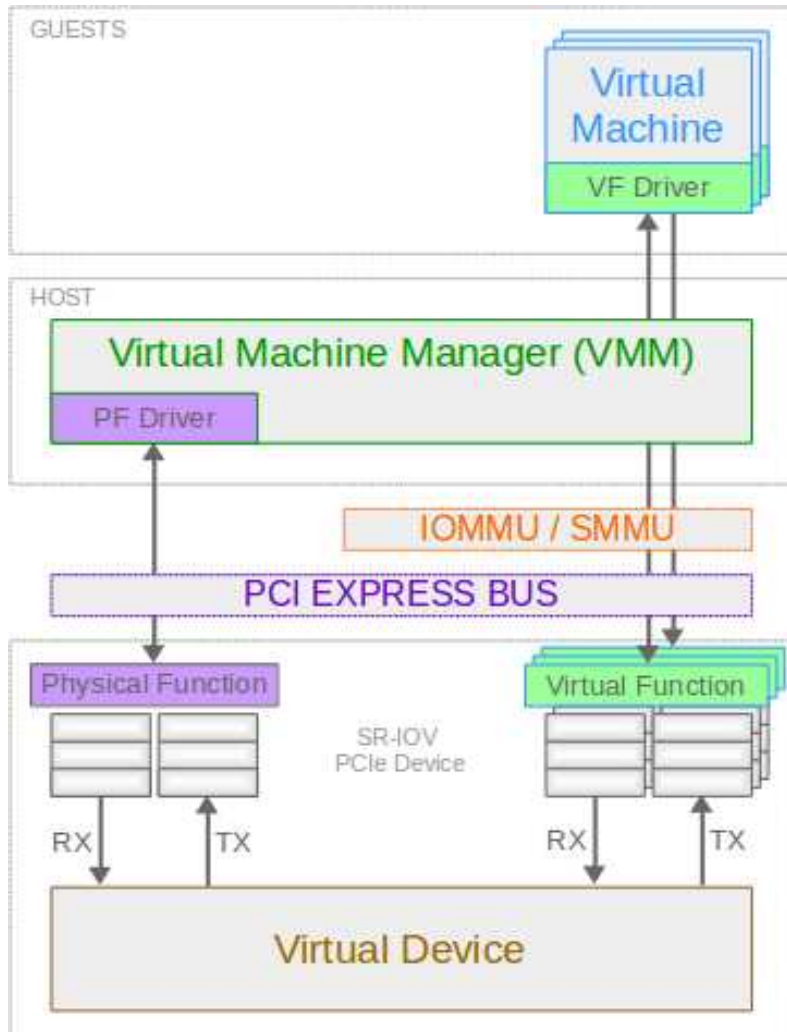 GUESTS
Virtual
Machine
VF Driver
HOST
Virtual Machine Manager (VMM)
PF Driver
IOMMU / SMMU
PCI EXPRESS BUS
Physical Function
Virtual Function
SR-IOV
PCIe Device
RX
TX
RX
TX
Virtual Device